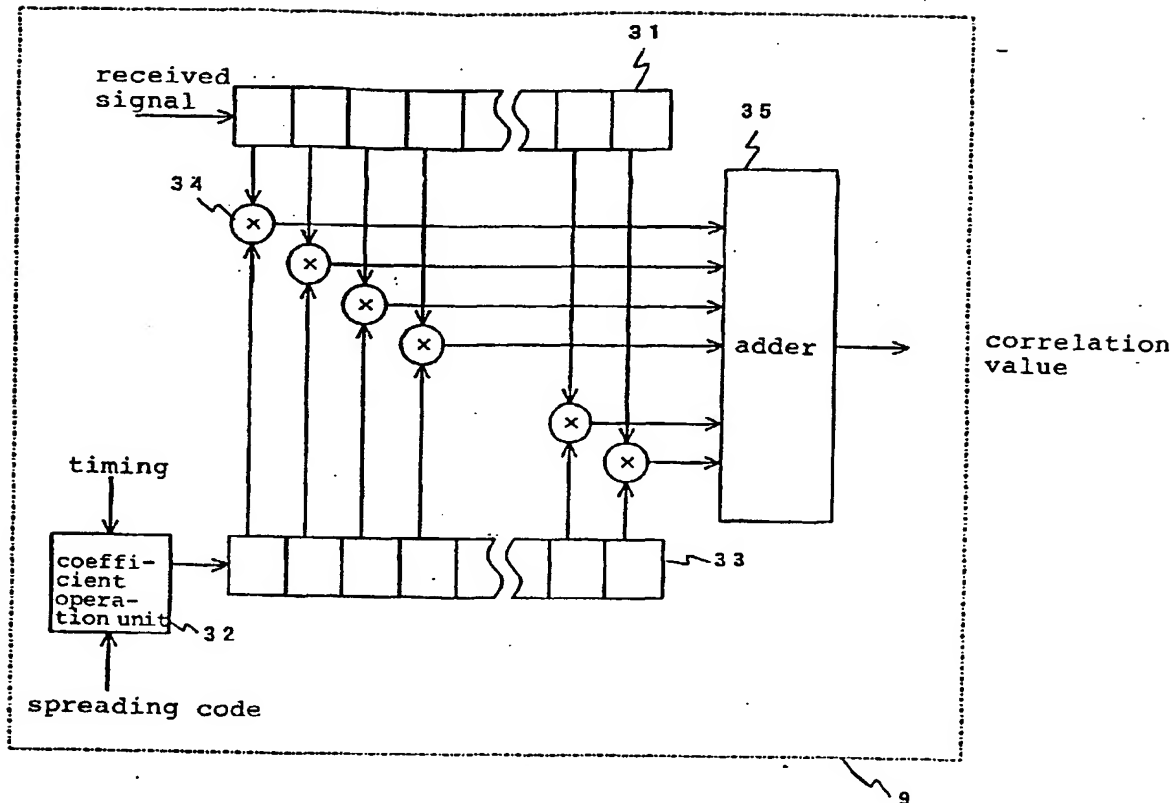 31
received
signal
35
34
×
×
×
×
adder
correlation
value
×
×
timing
coeffi-
cient
opera-
tion unit
32
33
spreading code
9